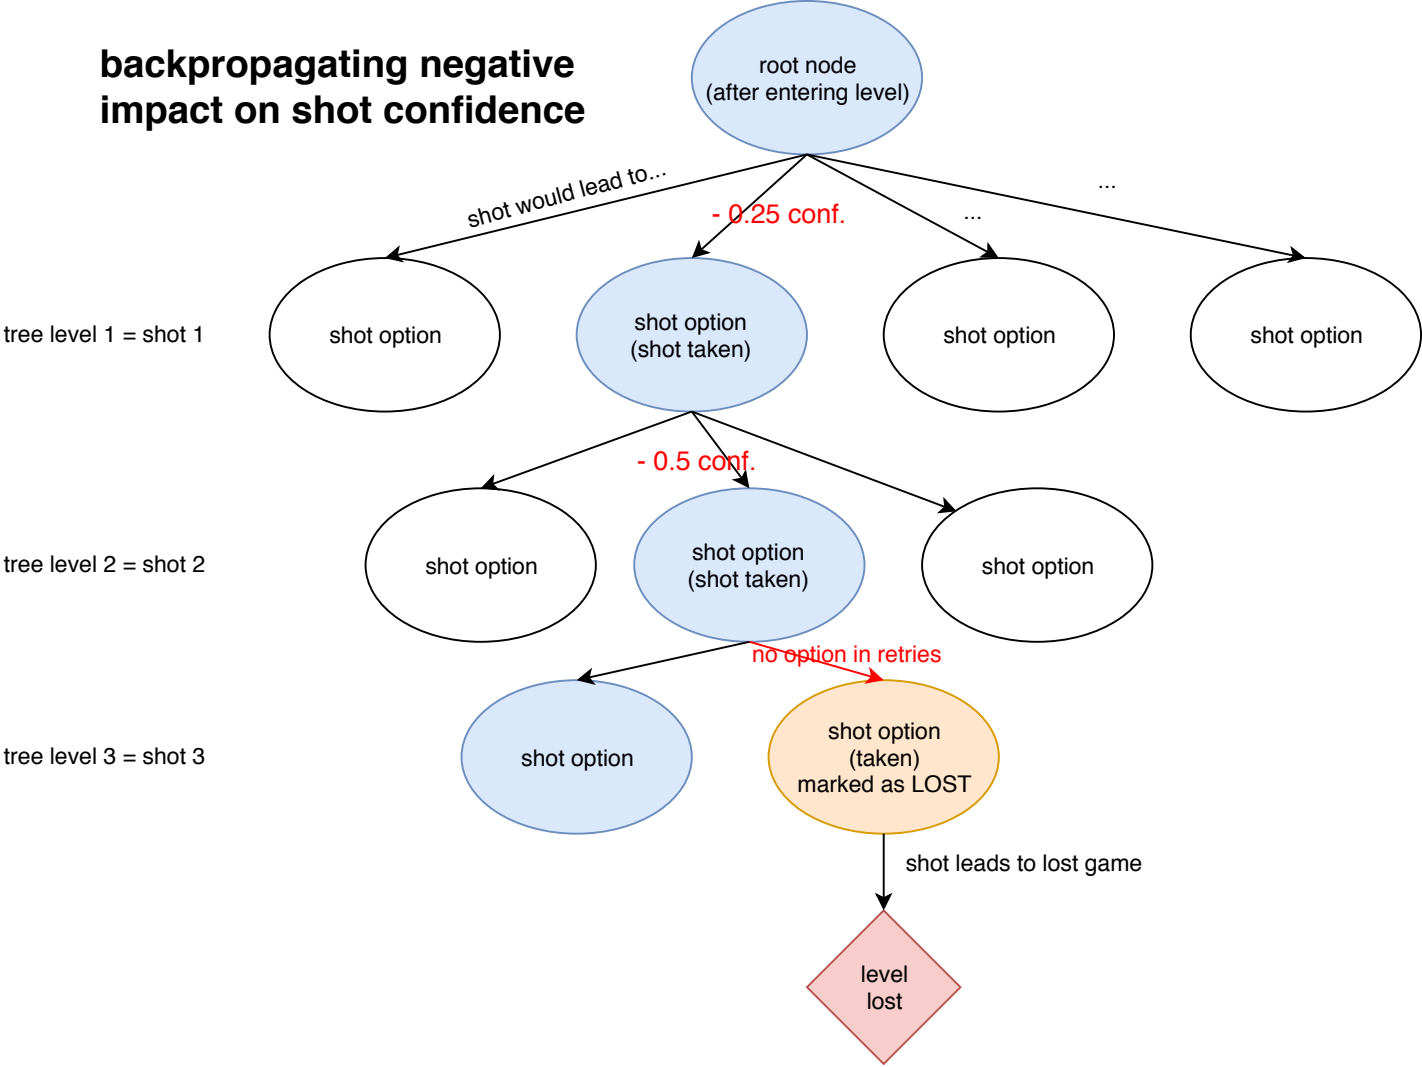 backpropagating negative
impact on shot confidence
root node
(after entering level)
shot would lead to...
- 0.25 conf.
...
...
tree level 1 = shot 1
shot option
shot option
(shot taken)
shot option
shot option
- 0.5 conf.
tree level 2 = shot 2
shot option
shot option
(shot taken)
shot option
no option in retries
tree level 3 = shot 3
shot option
shot option
(taken)
marked as LOST
shot leads to lost game
level
lost